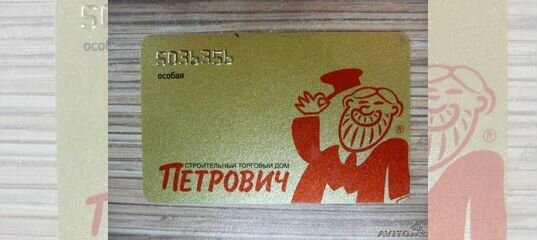 5036356
особая
®
СТРОИТЕЛЬНЫЙ ТОРГОВЫЙ ДОМ
ПЕТРОВИЧ